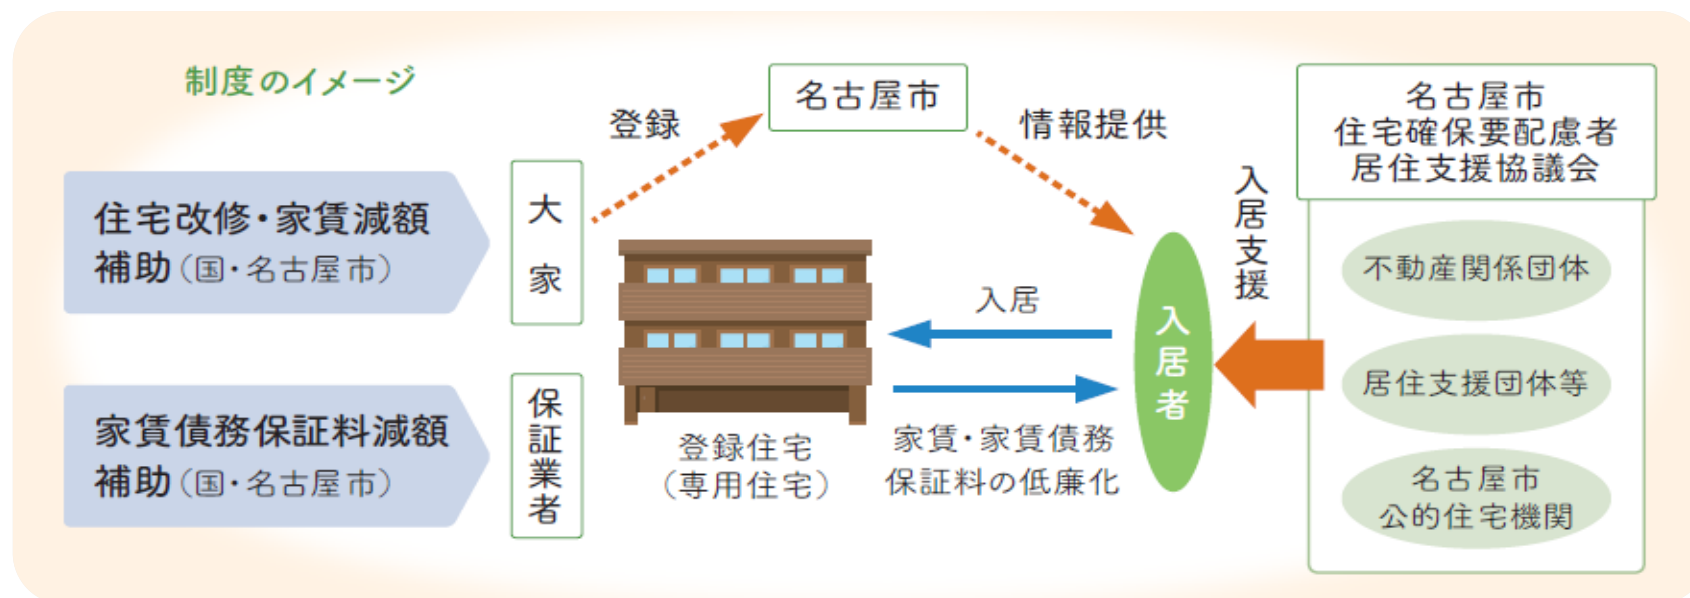 制度のイメージ
住宅改修・家賃減額
補助（国・名古屋市）
家賃債務保証料減額
補助（国・名古屋市）
大家
保証業者
登録
名古屋市
情報提供
登録住宅
（専用住宅）
入居
家賃・家賃債務
保証料の低廉化
入居者
入居支援
名古屋市
住宅確保要配慮者
居住支援協議会
不動産関係団体
居住支援団体等
名古屋市
公的住宅機関